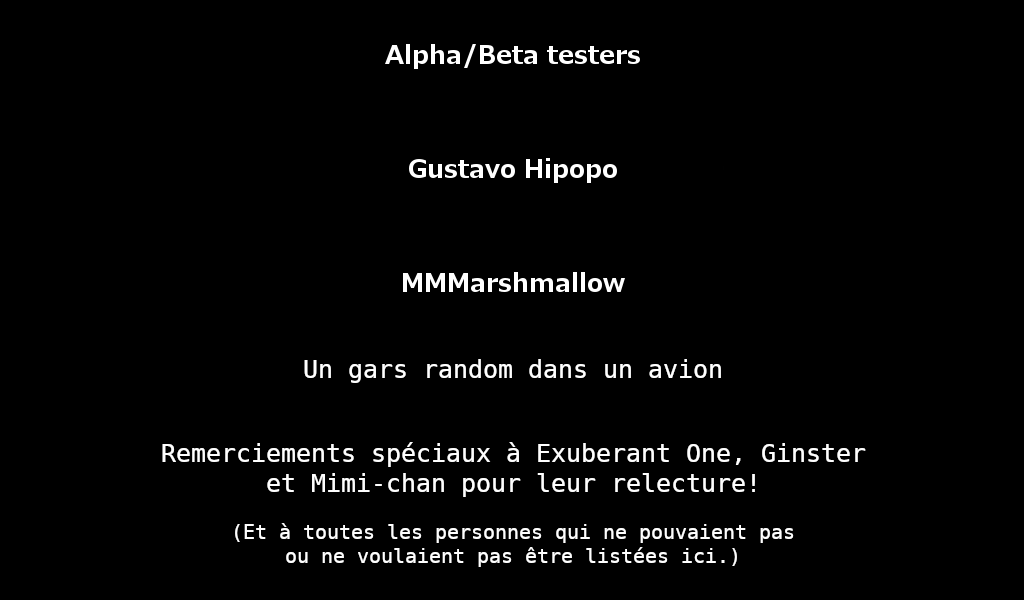 Alpha/Beta testers
Gustavo Hipopo
MMMarshmallow
Un gars random dans un avion
Remerciements spéciaux à Exuberant One, Ginster
et Mimi-chan pour leur relecture!
(Et à toutes les personnes qui ne pouvaient pas
ou ne voulaient pas être listées ici.)